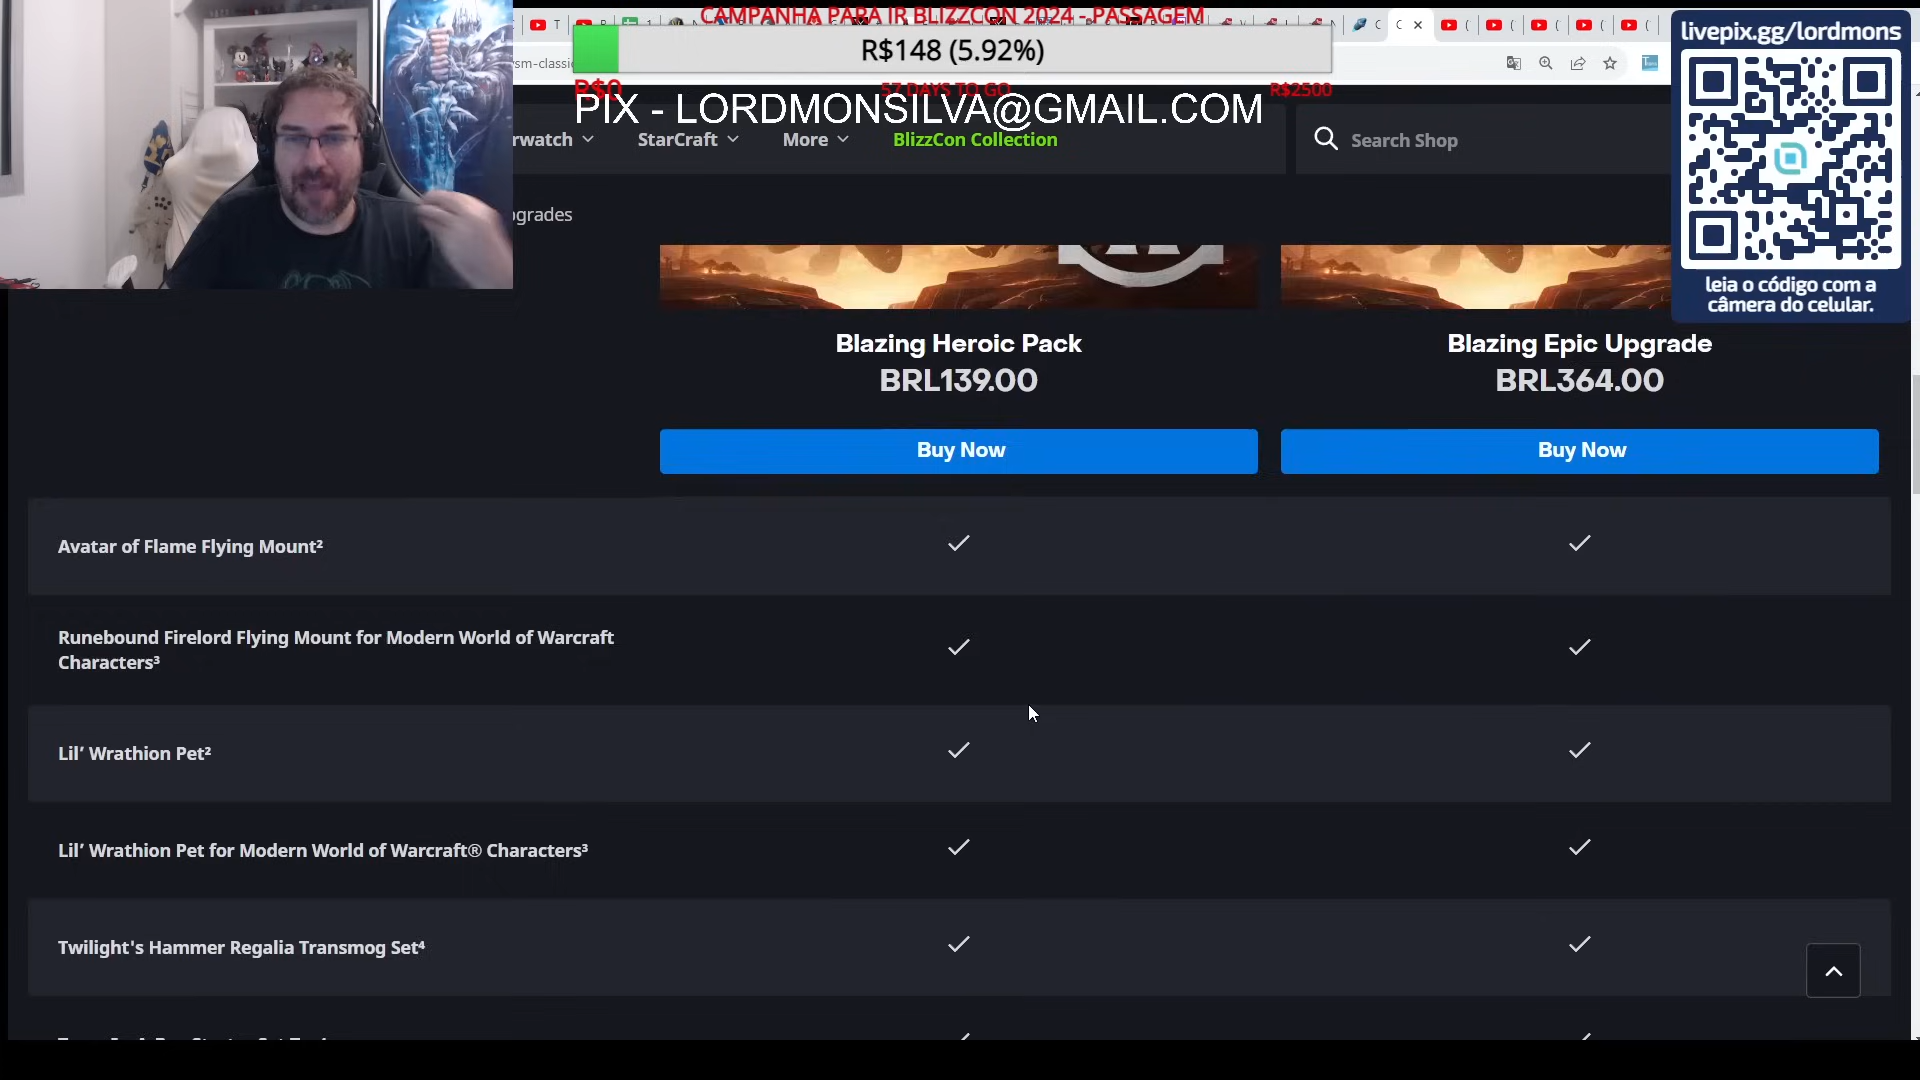 CAMPANHA PARA IR BLIZZCON 2024 - PASSAGEM
R$148 (5.92%)
R$0
57 DAYS TO GO
R$2500
PIX - LORDMONSILVA@GMAIL.COM
livepix.gg/lordmons
leia o código com a
câmera do celular.
StarCraft
More
BlizzCon Collection
Search Shop
Blazing Heroic Pack
BRL139.00
Buy Now
Blazing Epic Upgrade
BRL364.00
Buy Now
Avatar of Flame Flying Mount²
Runebound Firelord Flying Mount for Modern World of Warcraft
Characters³
Lil’ Wrathion Pet²
Lil’ Wrathion Pet for Modern World of Warcraft® Characters³
Twilight's Hammer Regalia Transmog Set⁴